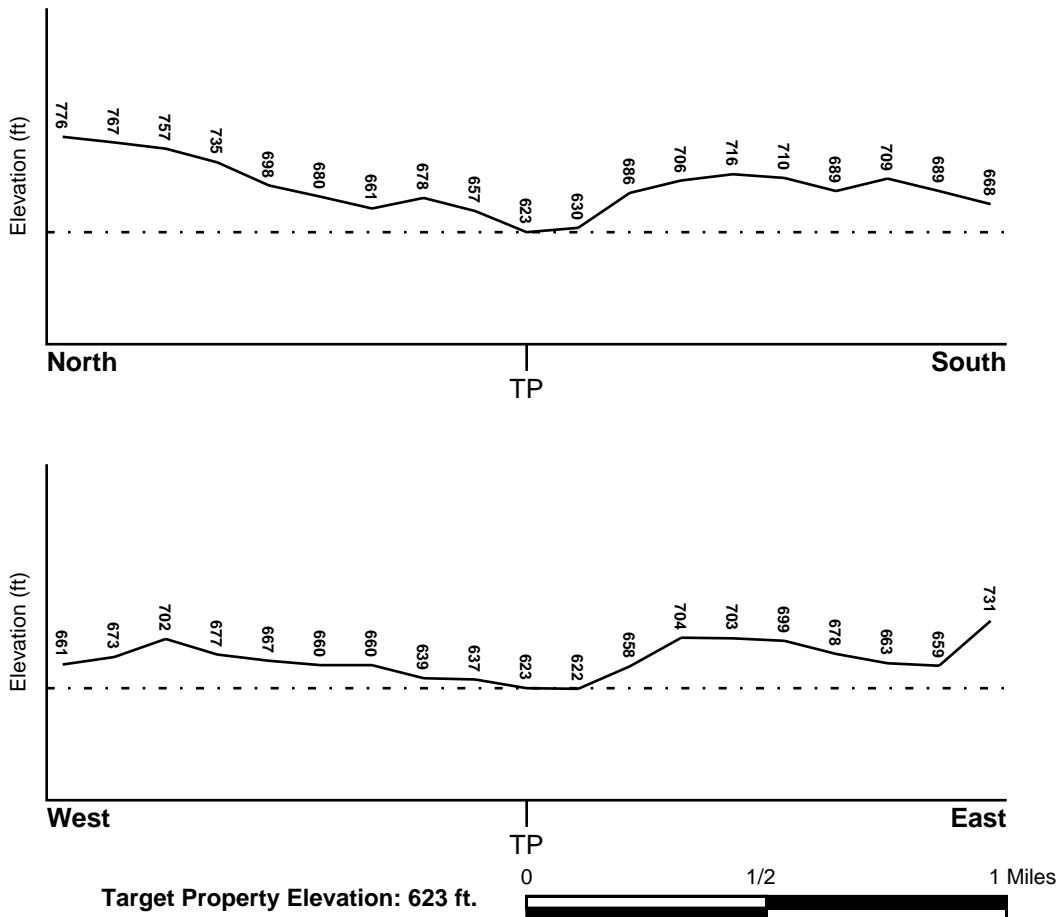 Elevation (ft)
776 767 757 735 698 680 661 678 657 623 630 686 706 716 710 689 709 689 668
North South
TP
Elevation (ft)
661 673 702 677 667 660 660 639 637 623 622 658 704 703 699 678 663 659 731
West East
TP
Target Property Elevation: 623 ft.
0 1/2 1 Miles